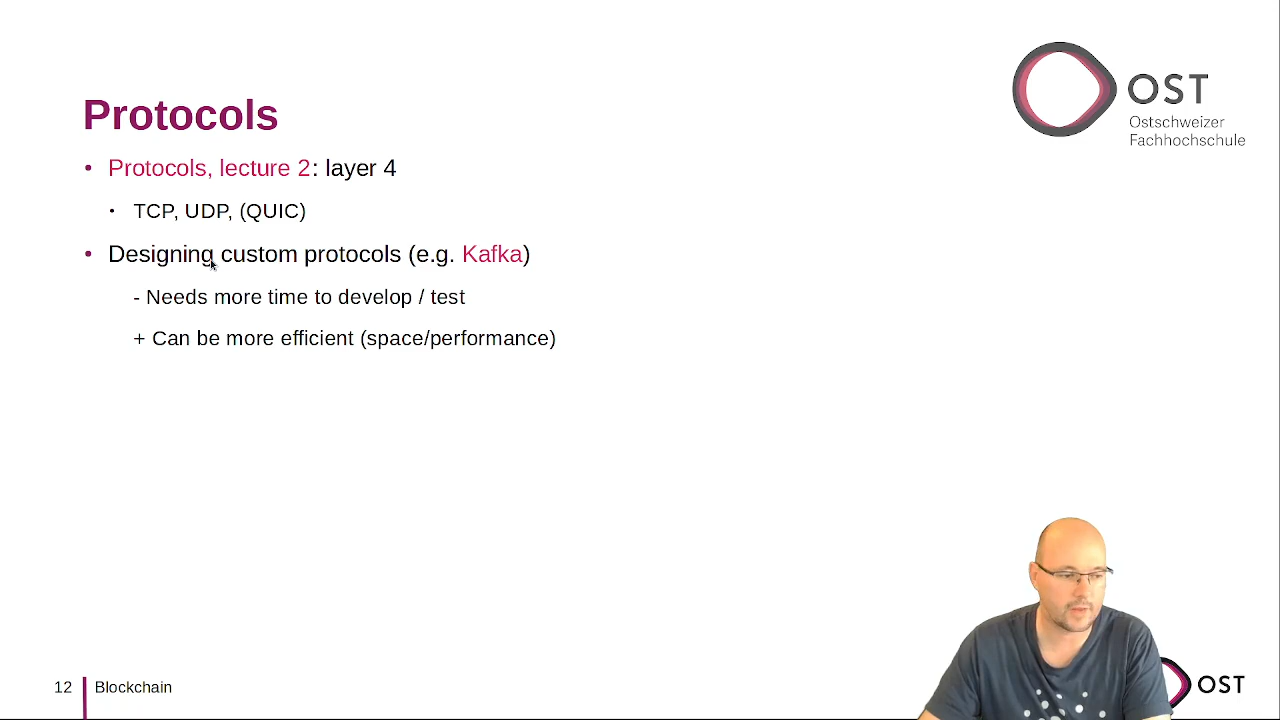 OST
Ostschweizer
Fachhochschule
Protocols
• Protocols, lecture 2: layer 4
• TCP, UDP, (QUIC)
• Designing custom protocols (e.g. Kafka)
- Needs more time to develop / test
+ Can be more efficient (space/performance)
12 Blockchain
OST